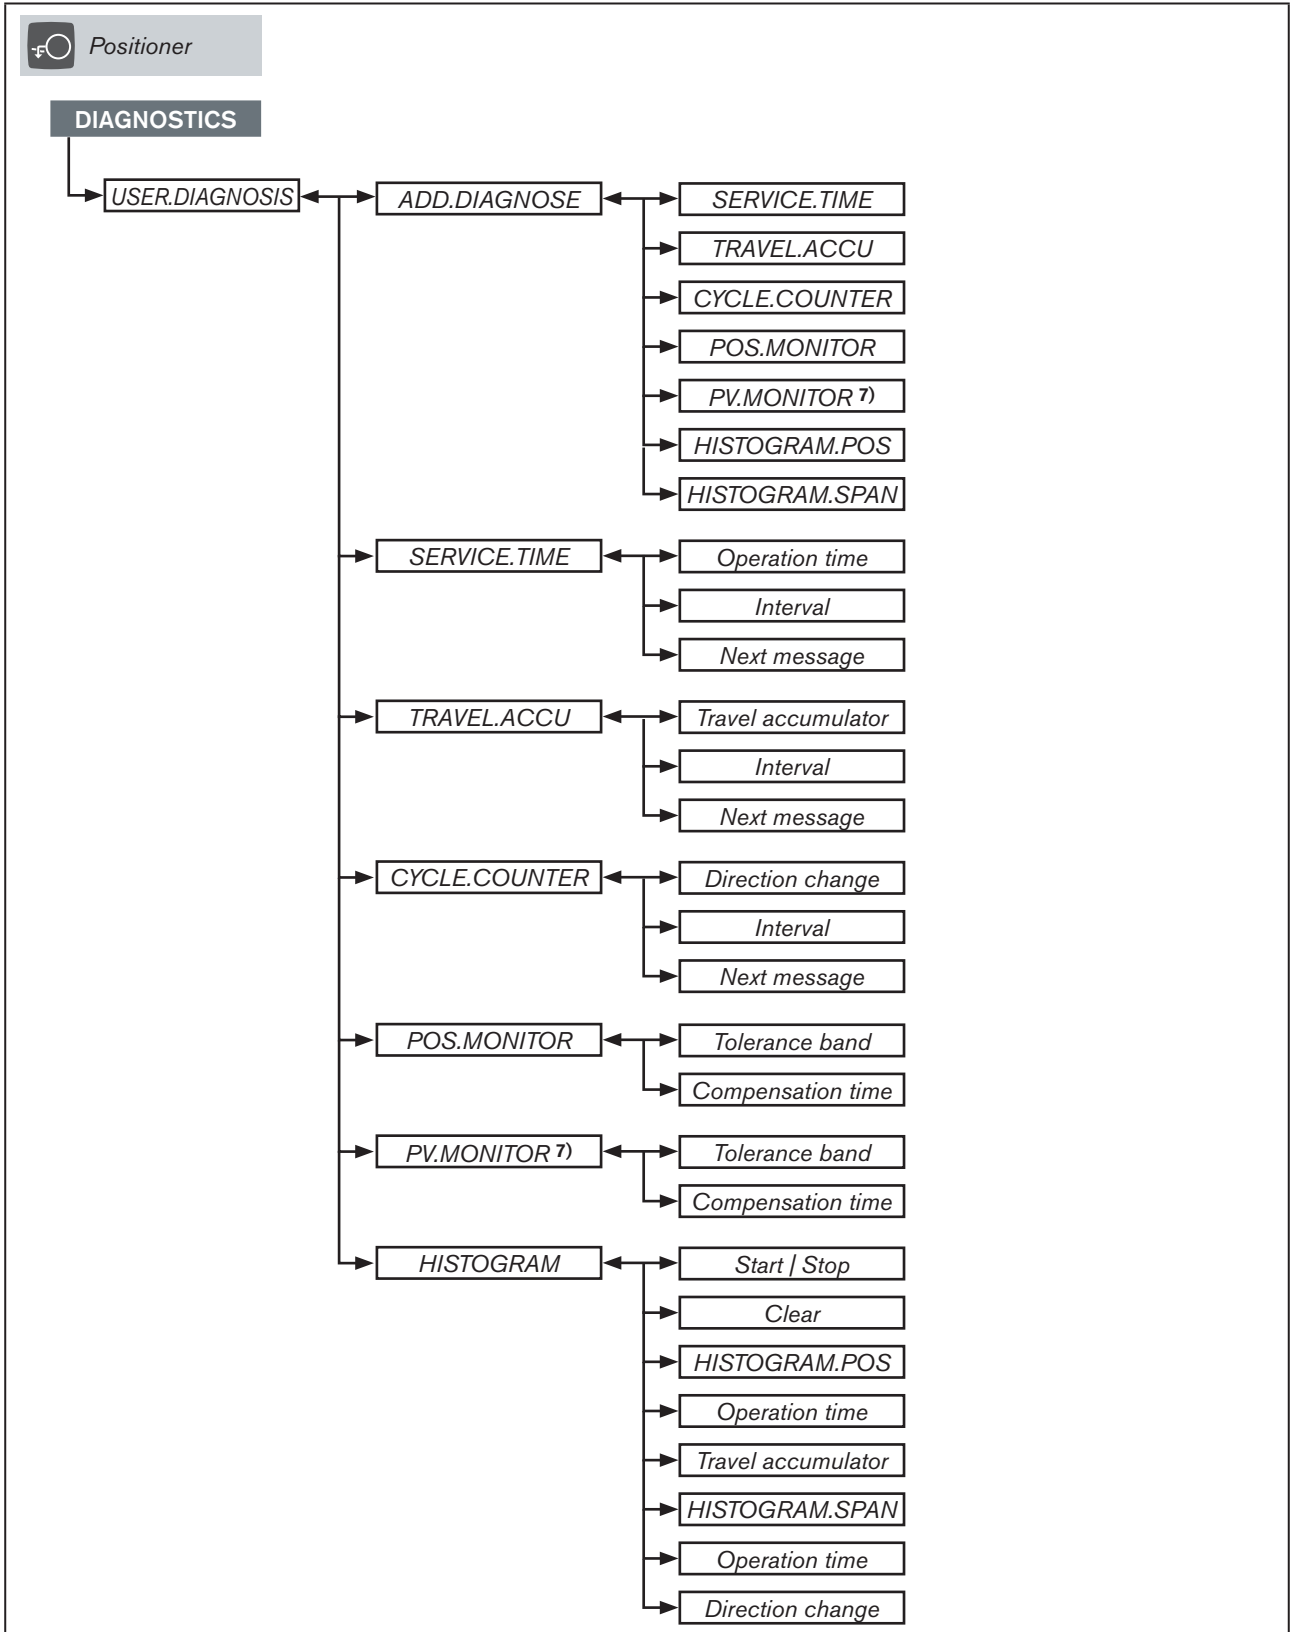 Positioner
DIAGNOSTICS
USER.DIAGNOSIS
ADD.DIAGNOSE
SERVICE.TIME
TRAVEL.ACCU
CYCLE.COUNTER
POS.MONITOR
PV.MONITOR 7)
HISTOGRAM.POS
HISTOGRAM.SPAN
SERVICE.TIME
Operation time
Interval
Next message
TRAVEL.ACCU
Travel accumulator
Interval
Next message
CYCLE.COUNTER
Direction change
Interval
Next message
POS.MONITOR
Tolerance band
Compensation time
PV.MONITOR 7)
Tolerance band
Compensation time
HISTOGRAM
Start / Stop
Clear
HISTOGRAM.POS
Operation time
Travel accumulator
HISTOGRAM.SPAN
Operation time
Direction change